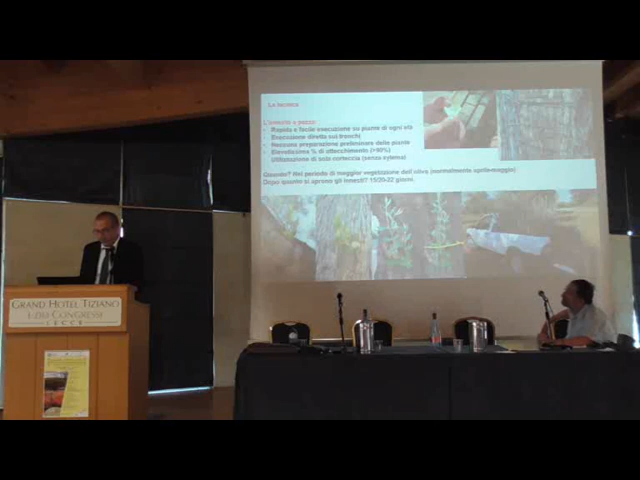 La tecnica
L'innesto a pezza:
• Rapida e facile esecuzione su piante di ogni età
• Esecuzione diretta sui tronchi
• Nessuna preparazione preliminare delle piante
• Elevatissima % di attecchimento (>90%)
• Utilizzazione di sola corteccia (senza xylema)
Quando? Nel periodo di maggior vegetazione dell'olivo (normalmente aprile-maggio)
Dopo quanto si aprono gli innesti? 15/20-22 giorni.
GRAND HOTEL TIZIANO
E DEI CONGRESSI
LECCE